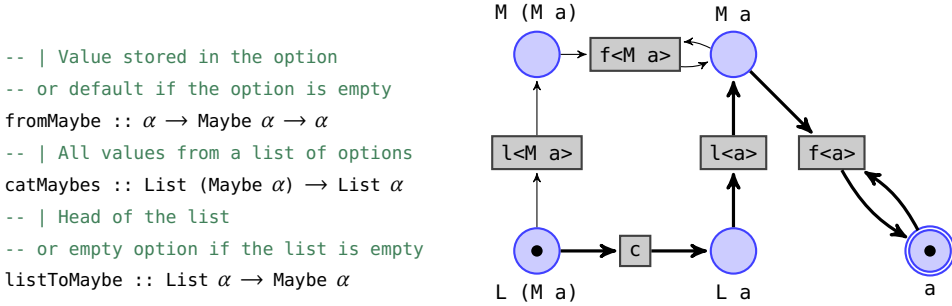 -- | Value stored in the option
-- or default if the option is empty
fromMaybe :: α → Maybe α → α
-- | All values from a list of options
catMaybes :: List (Maybe α) → List α
-- | Head of the list
-- or empty option if the list is empty
listToMaybe :: List α → Maybe α
M (M a)
M a
f<M a>
l<M a>
l<a>
f<a>
c
L (M a)
L a
a